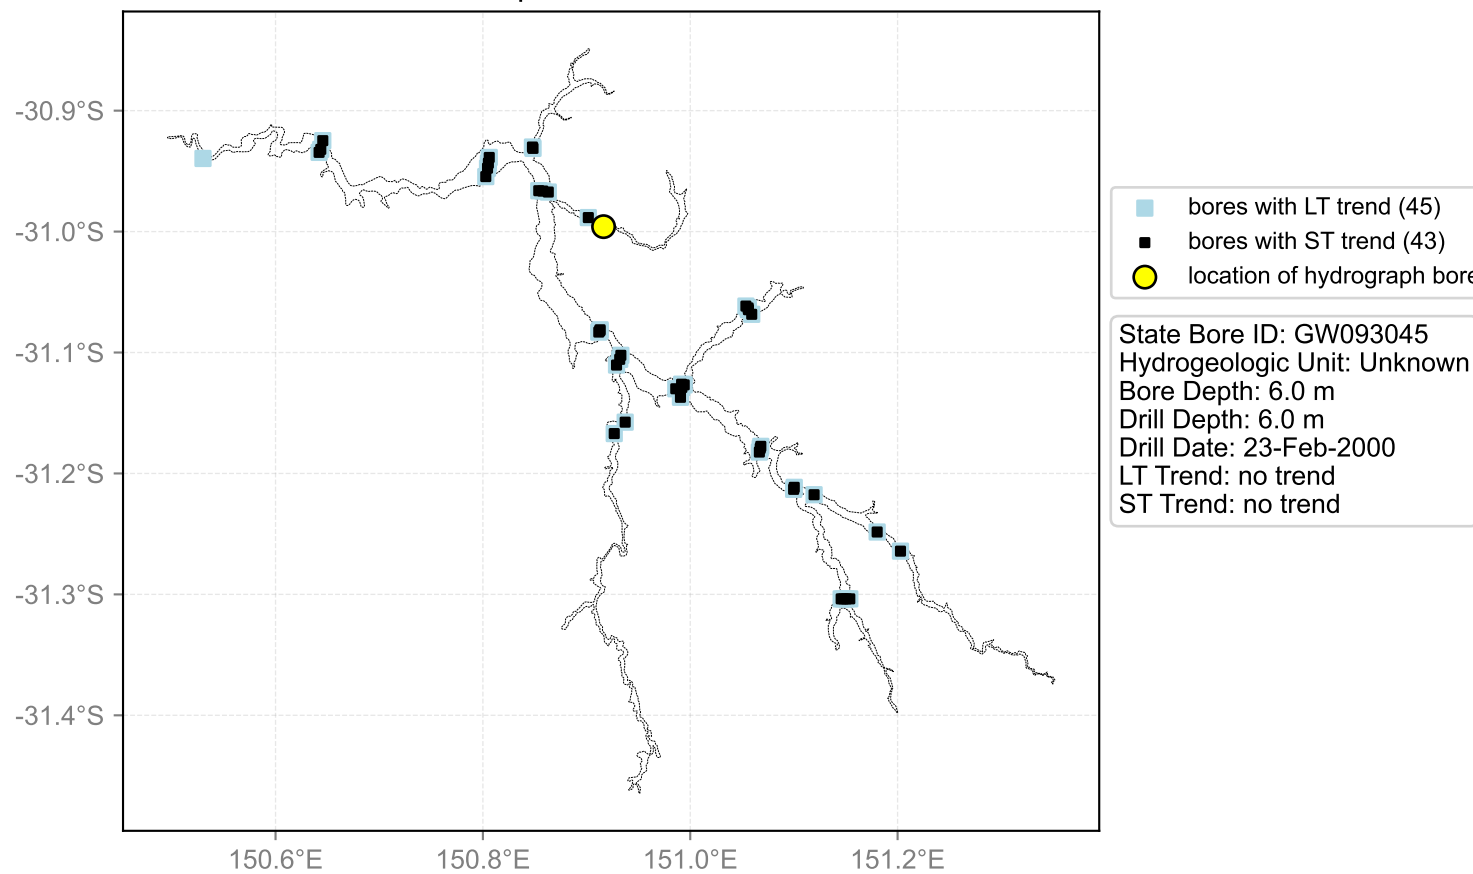 -30.9°S
-31.0°S
-31.1°S
-31.2°S
-31.3°S
-31.4°S
150.6°E
150.8°E
151.0°E
151.2°E
bores with LT trend (45)
bores with ST trend (43)
location of hydrograph bore
State Bore ID: GW093045
Hydrogeologic Unit: Unknown
Bore Depth: 6.0 m
Drill Depth: 6.0 m
Drill Date: 23-Feb-2000
LT Trend: no trend
ST Trend: no trend